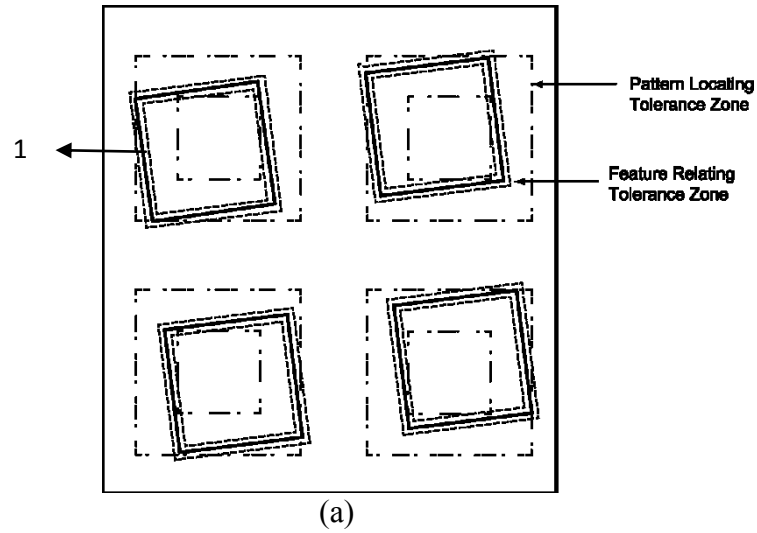 Pattern Locating
Tolerance Zone
1
Feature Relating
Tolerance Zone
(a)